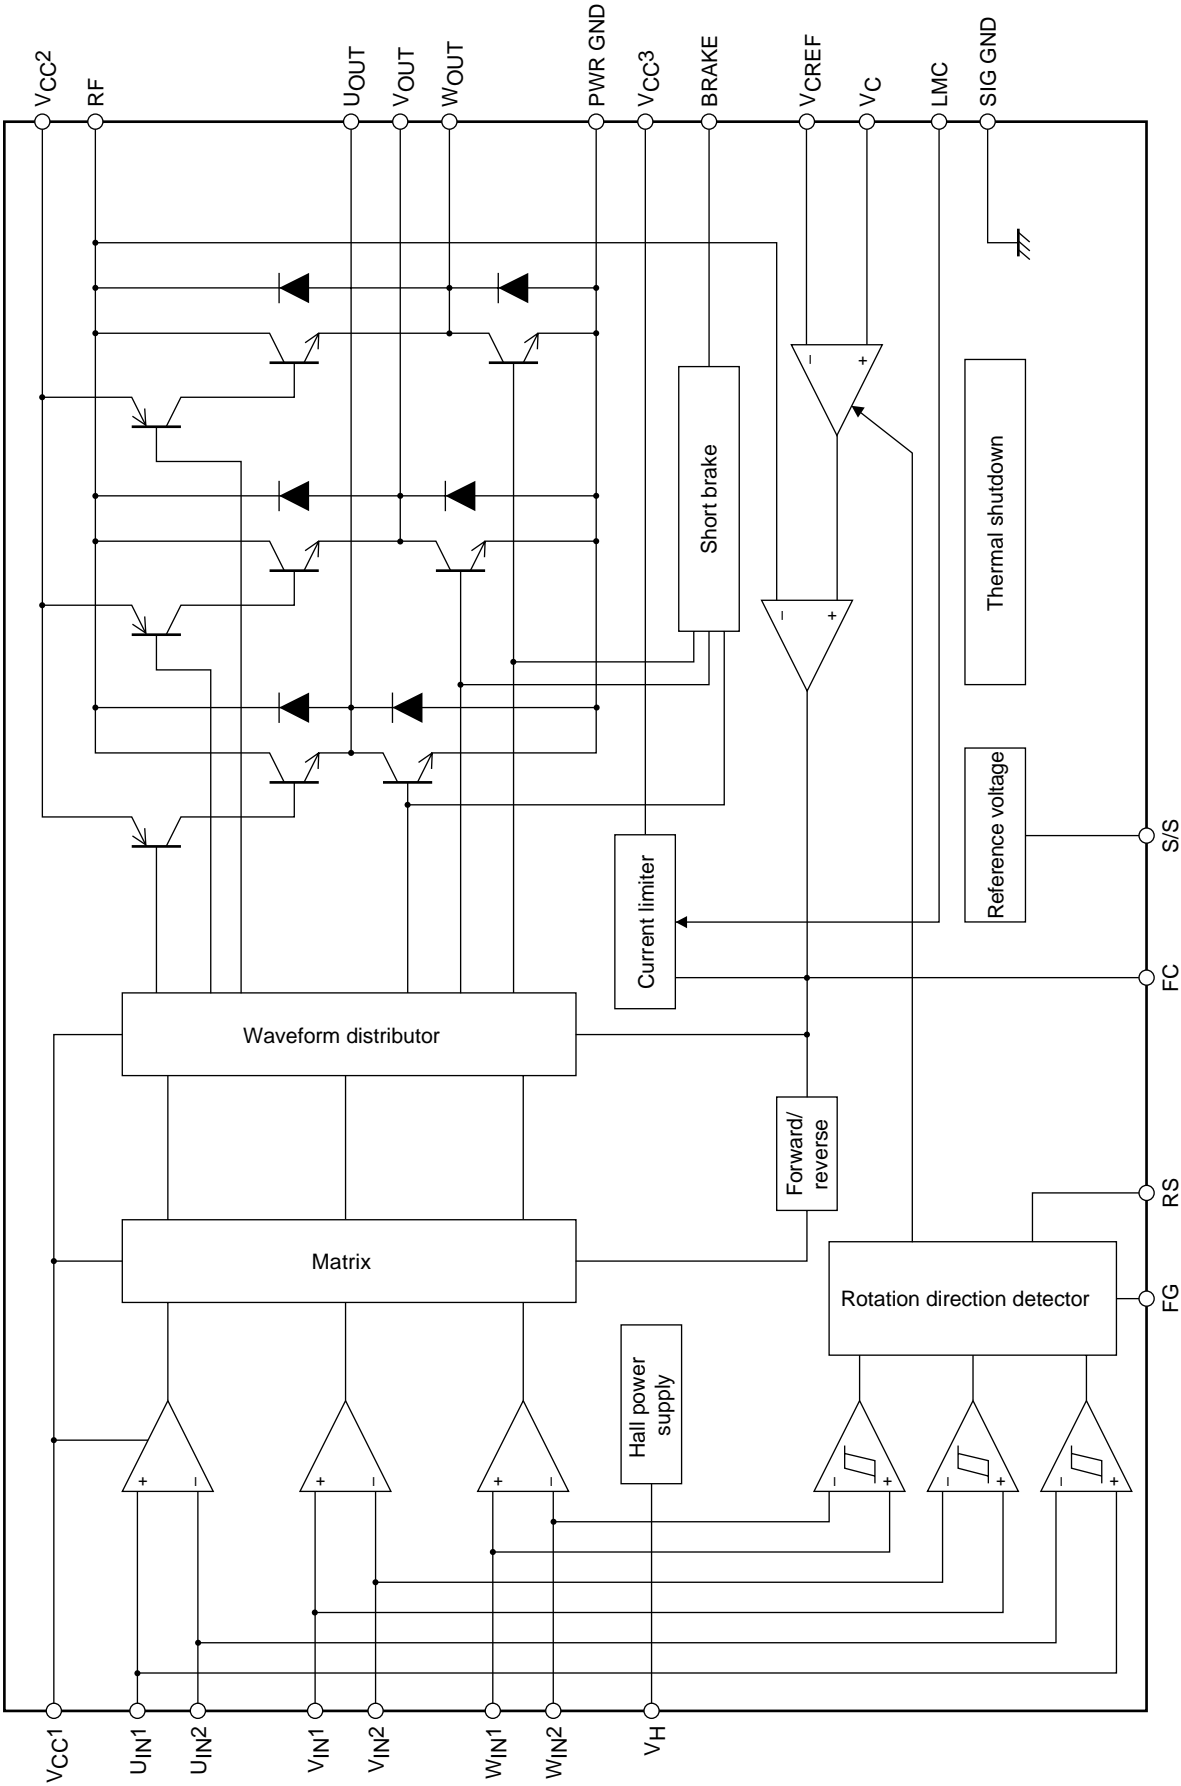 VCC2
RF
UOUT
VOUT
WOUT
PWR GND
VCC3
BRAKE
VCREF
VC
LMC
SIG GND
Short brake
Thermal shutdown
Current limiter
Reference voltage
Waveform distributor
Forward/
reverse
Matrix
Rotation direction detector
Hall power
supply
− +
− +
+ −
+ −
+ −
− +
− +
− +
S/S
FC
RS
FG
VCC1
UIN1
UIN2
VIN1
VIN2
WIN1
WIN2
VH